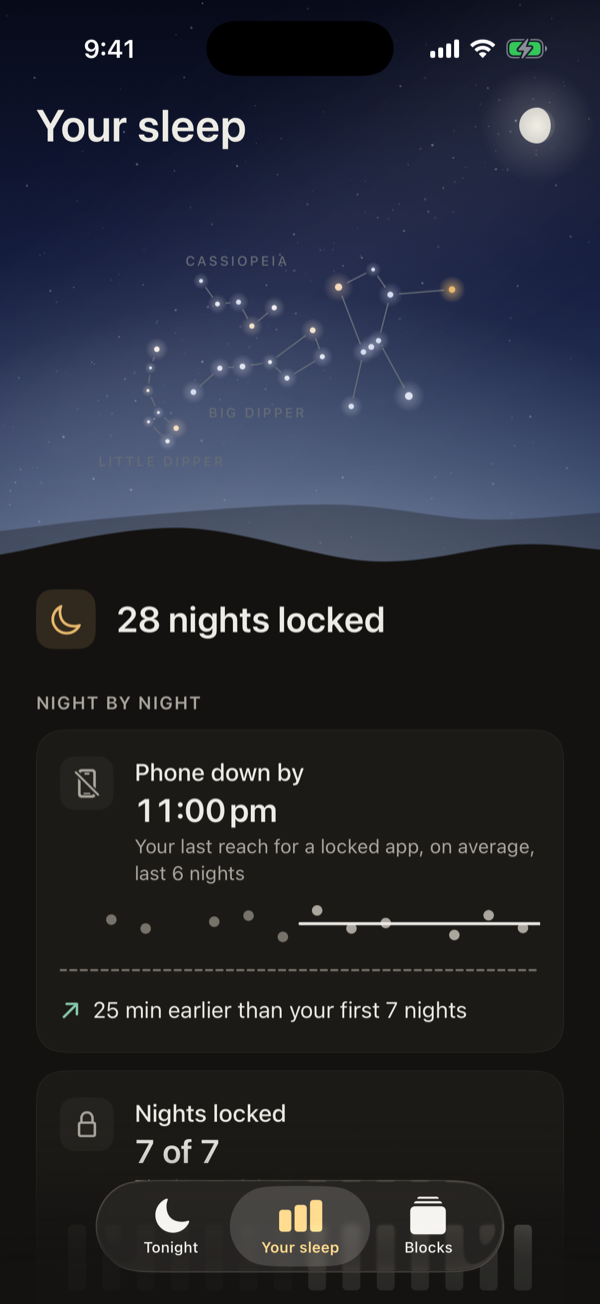 9:41
Your sleep
CASSIOPEIA
BIG DIPPER
LITTLE DIPPER
28 nights locked
NIGHT BY NIGHT
Phone down by
11:00 pm
Your last reach for a locked app, on average,
last 6 nights
25 min earlier than your first 7 nights
Nights locked
7 of 7
Tonight
Your sleep
Blocks